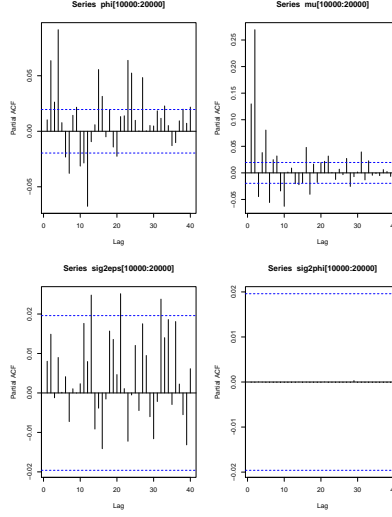 Series phi[10000:20000]
Partial ACF
-0.05
0.00
0.05
0 10 20 30 40
Lag
Series mu[10000:20000]
Partial ACF
-0.05
0.00
0.05
0.10
0.15
0.20
0.25
0 10 20 30 40
Lag
Series sig2eps[10000:20000]
Partial ACF
-0.02
-0.01
0.00
0.01
0.02
0 10 20 30 40
Lag
Series sig2phi[10000:20000]
Partial ACF
-0.02
-0.01
0.00
0.01
0.02
0 10 20 30 40
Lag